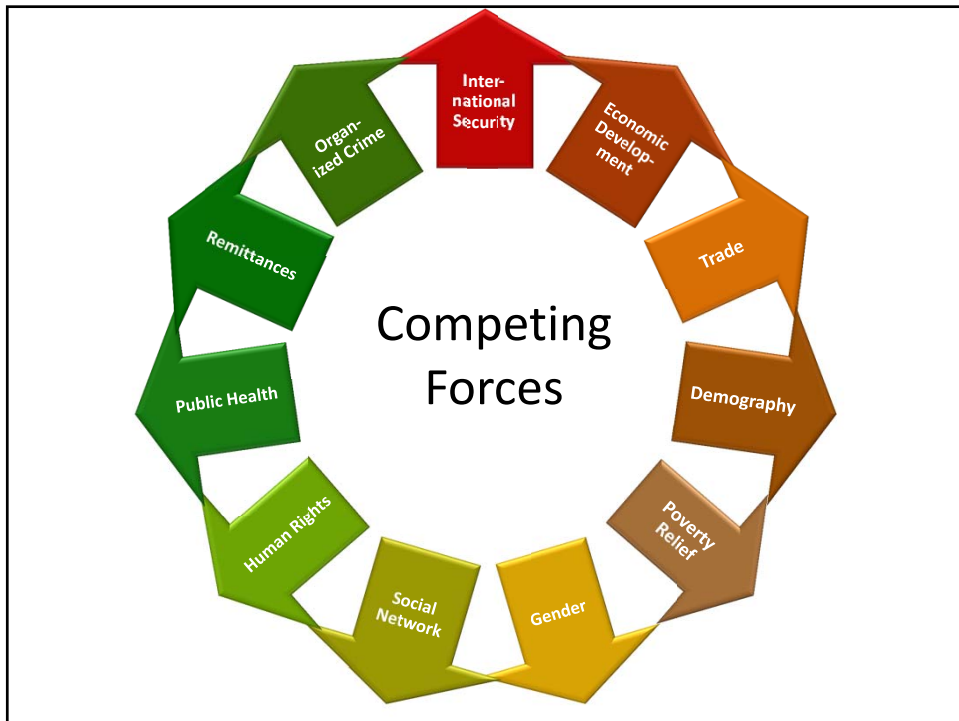 Inter-
national
Security
Economic
Develop-
ment
Trade
Demography
Poverty
Relief
Gender
Social
Network
Human Rights
Public Health
Remittances
Organ-
ized Crime
Competing
Forces